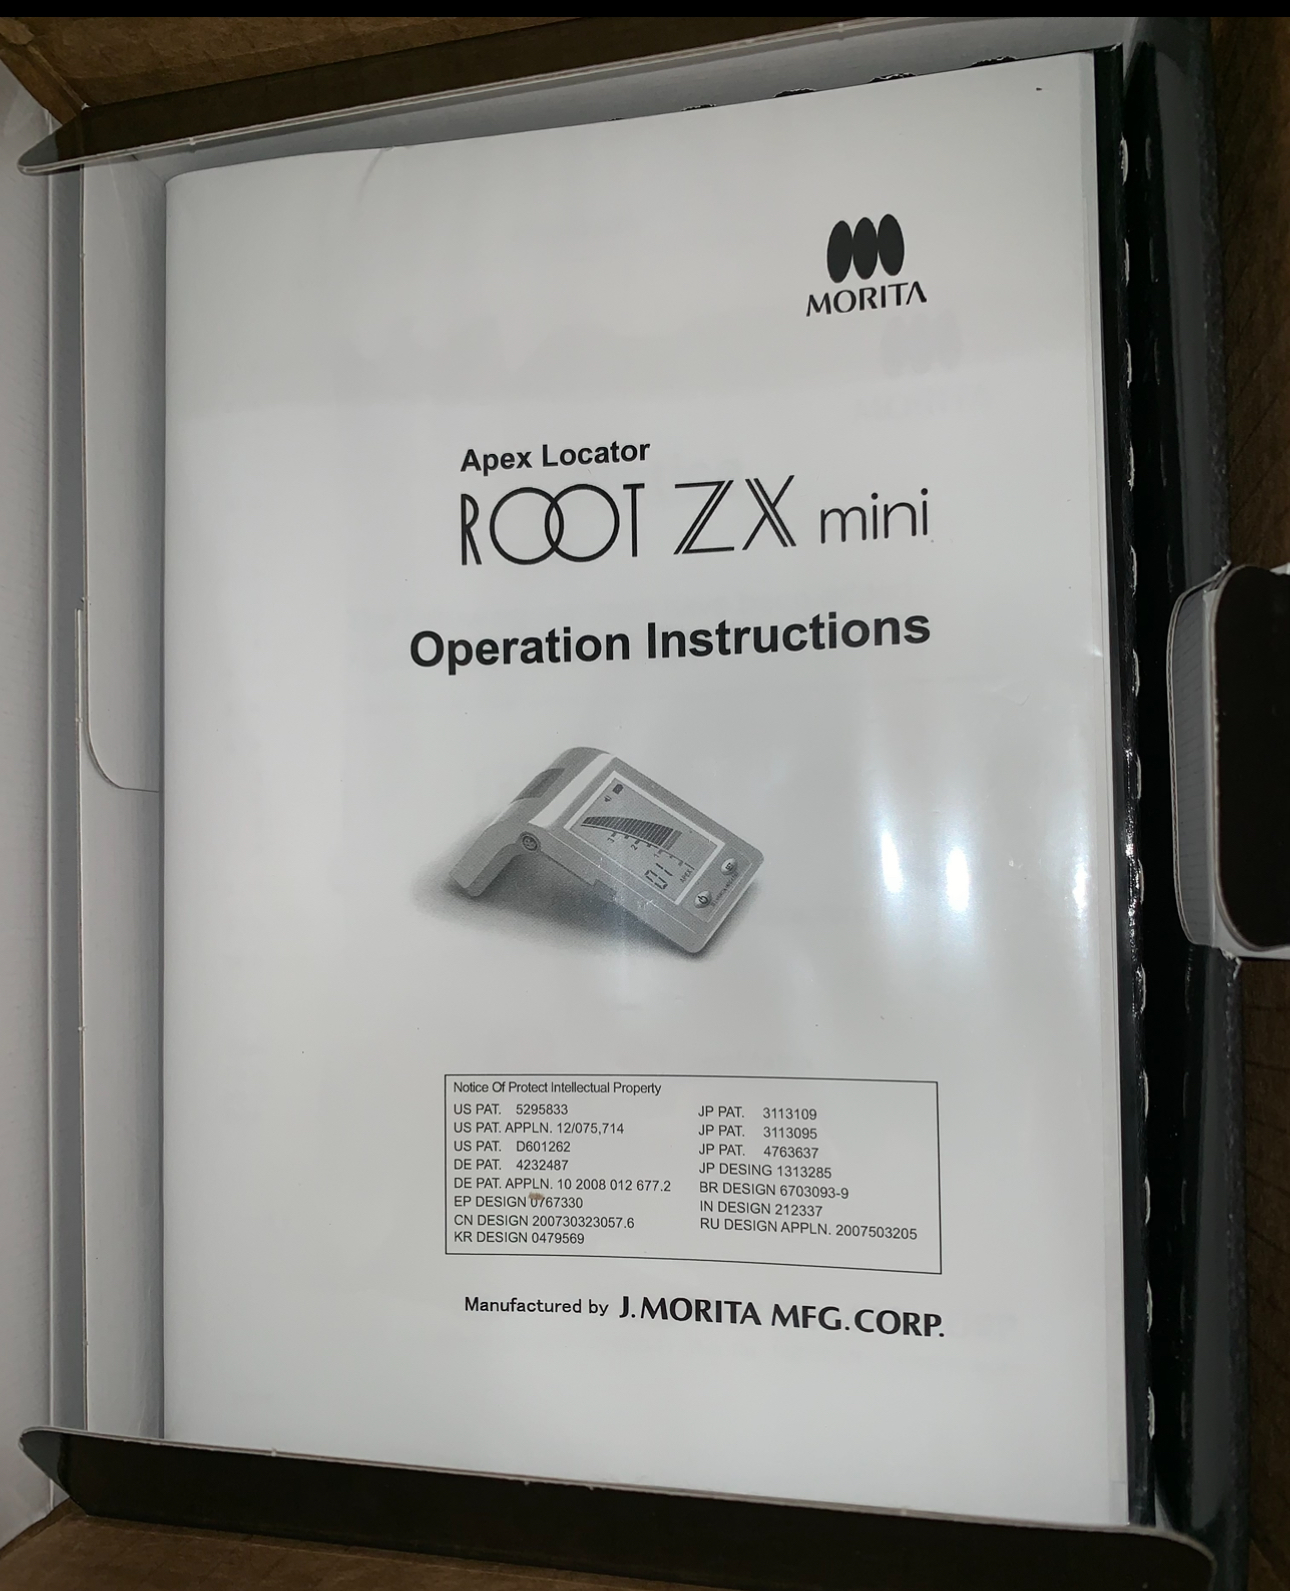 MORITA
Apex Locator
ROOT ZX mini
Operation Instructions
APEX
Notice Of Protect Intellectual Property
US PAT. 5295833
US PAT. APPLN. 12/075,714
US PAT. D601262
DE PAT. 4232487
DE PAT. APPLN. 10 2008 012 677.2
EP DESIGN 0767330
CN DESIGN 200730323057.6
KR DESIGN 0479569
JP PAT. 3113109
JP PAT. 3113095
JP PAT. 4763637
JP DESING 1313285
BR DESIGN 6703093-9
IN DESIGN 212337
RU DESIGN APPLN. 2007503205
Manufactured by J. MORITA MFG. CORP.